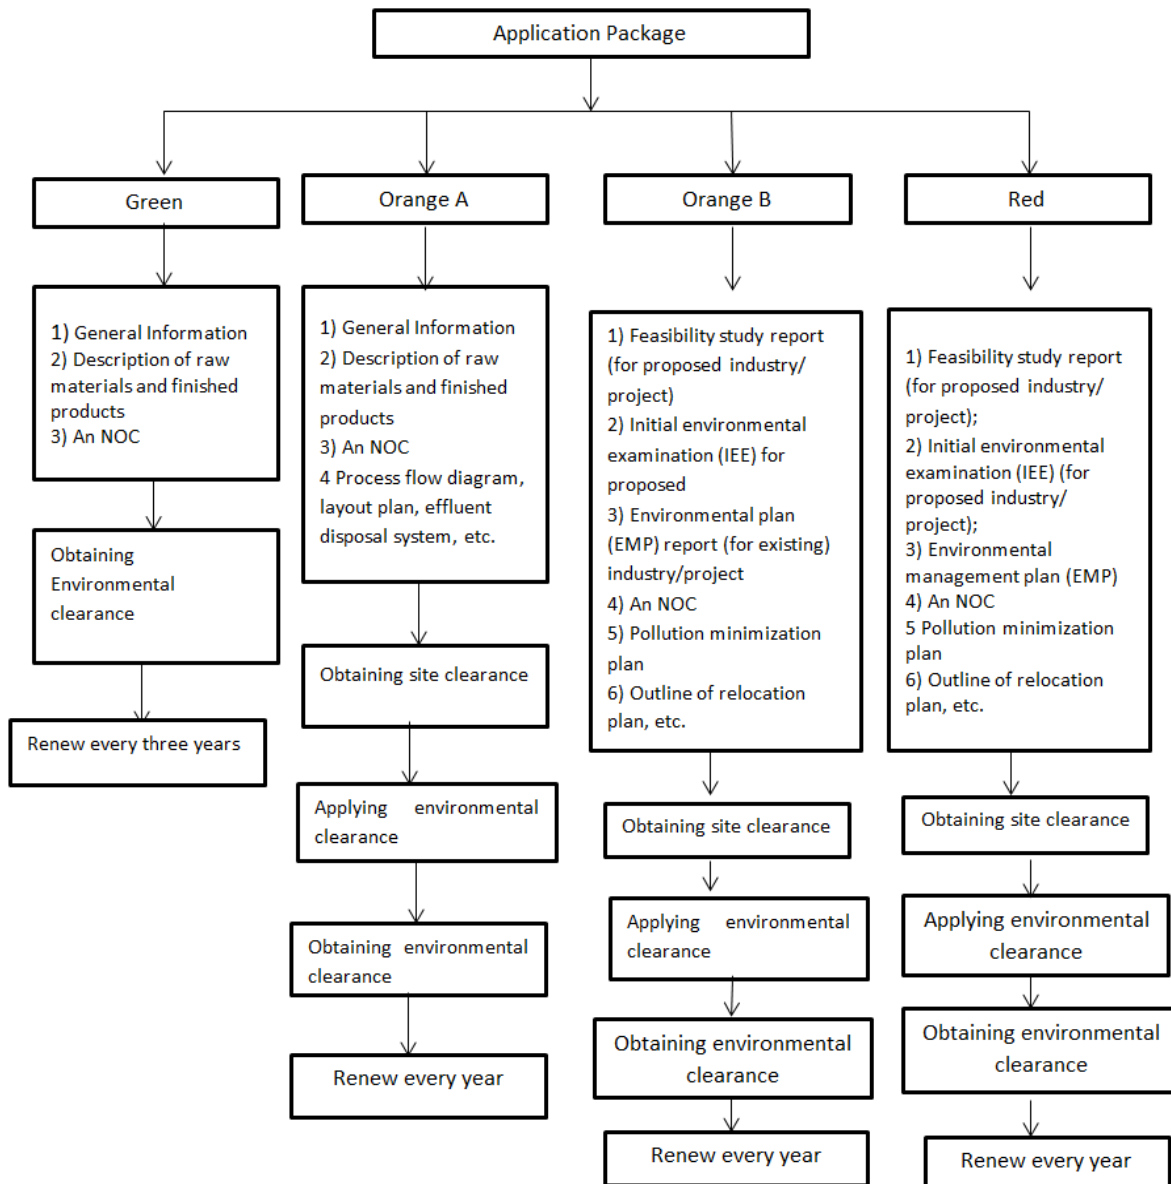 Application Package
Green
Orange A
Orange B
Red
1) General Information
2) Description of raw
materials and finished
products
3) An NOC
Obtaining
Environmental
clearance
Renew every three years
1) General Information
2) Description of raw
materials and finished
products
3) An NOC
4 Process flow diagram,
layout plan, effluent
disposal system, etc.
Obtaining site clearance
Applying environmental
clearance
Obtaining environmental
clearance
Renew every year
1) Feasibility study report
(for proposed industry/
project)
2) Initial environmental
examination (IEE) for
proposed
3) Environmental plan
(EMP) report (for existing)
industry/project
4) An NOC
5) Pollution minimization
plan
6) Outline of relocation
plan, etc.
Obtaining site clearance
Applying environmental
clearance
Obtaining environmental
clearance
Renew every year
1) Feasibility study report
(for proposed industry/
project);
2) Initial environmental
examination (IEE) (for
proposed industry/
project);
3) Environmental
management plan (EMP)
4) An NOC
5 Pollution minimization
plan
6) Outline of relocation
plan, etc.
Obtaining site clearance
Applying environmental
clearance
Obtaining environmental
clearance
Renew every year